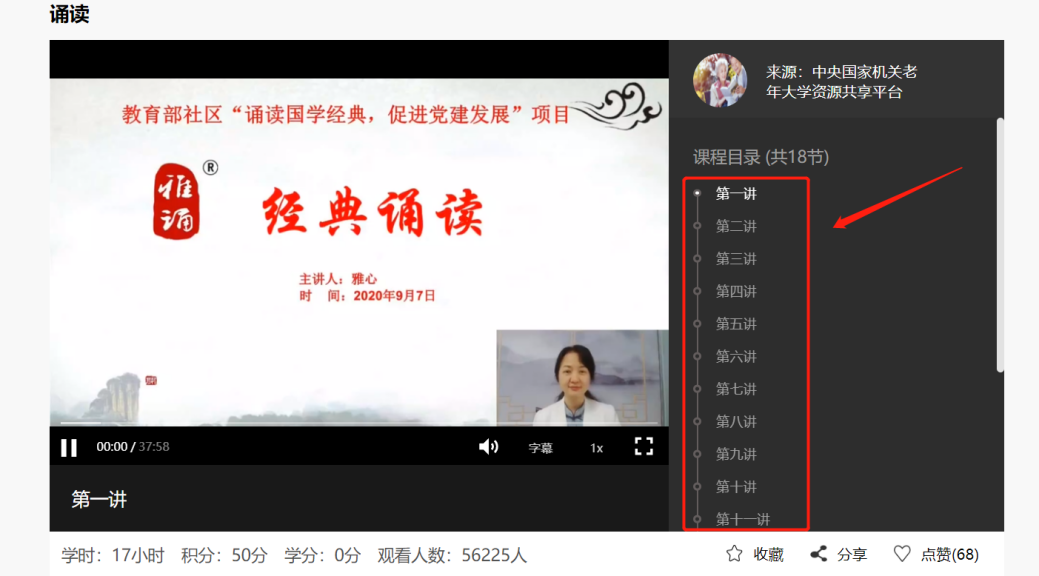 诵读
教育部社区“诵读国学经典，促进党建发展”项目
雅诵®
经典诵读
主讲人：雅心
时 间：2020年9月7日
00:00 / 37:58
字幕
1x
第一讲
来源：中央国家机关老
年大学资源共享平台
课程目录 (共18节)
第一讲
第二讲
第三讲
第四讲
第五讲
第六讲
第七讲
第八讲
第九讲
第十讲
第十一讲
学时：17小时 积分：50分 学分：0分 观看人数：56225人
收藏 分享 点赞(68)